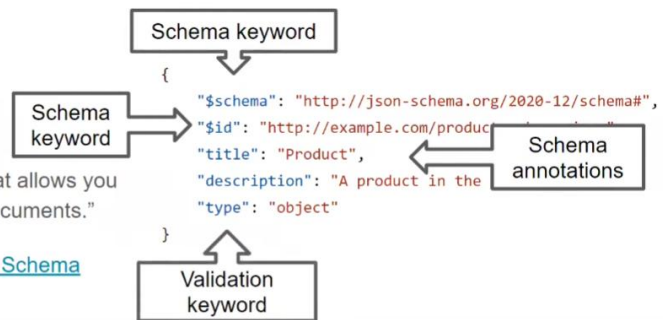 Schema keyword
{
"$schema": "http://json-schema.org/2020-12/schema#",
Schema
keyword
"$id": "http://example.com/product
"title": "Product",
Schema
annotations
at allows you
"description": "A product in the
cuments.”
"type": "object"
}
Schema
Validation
keyword